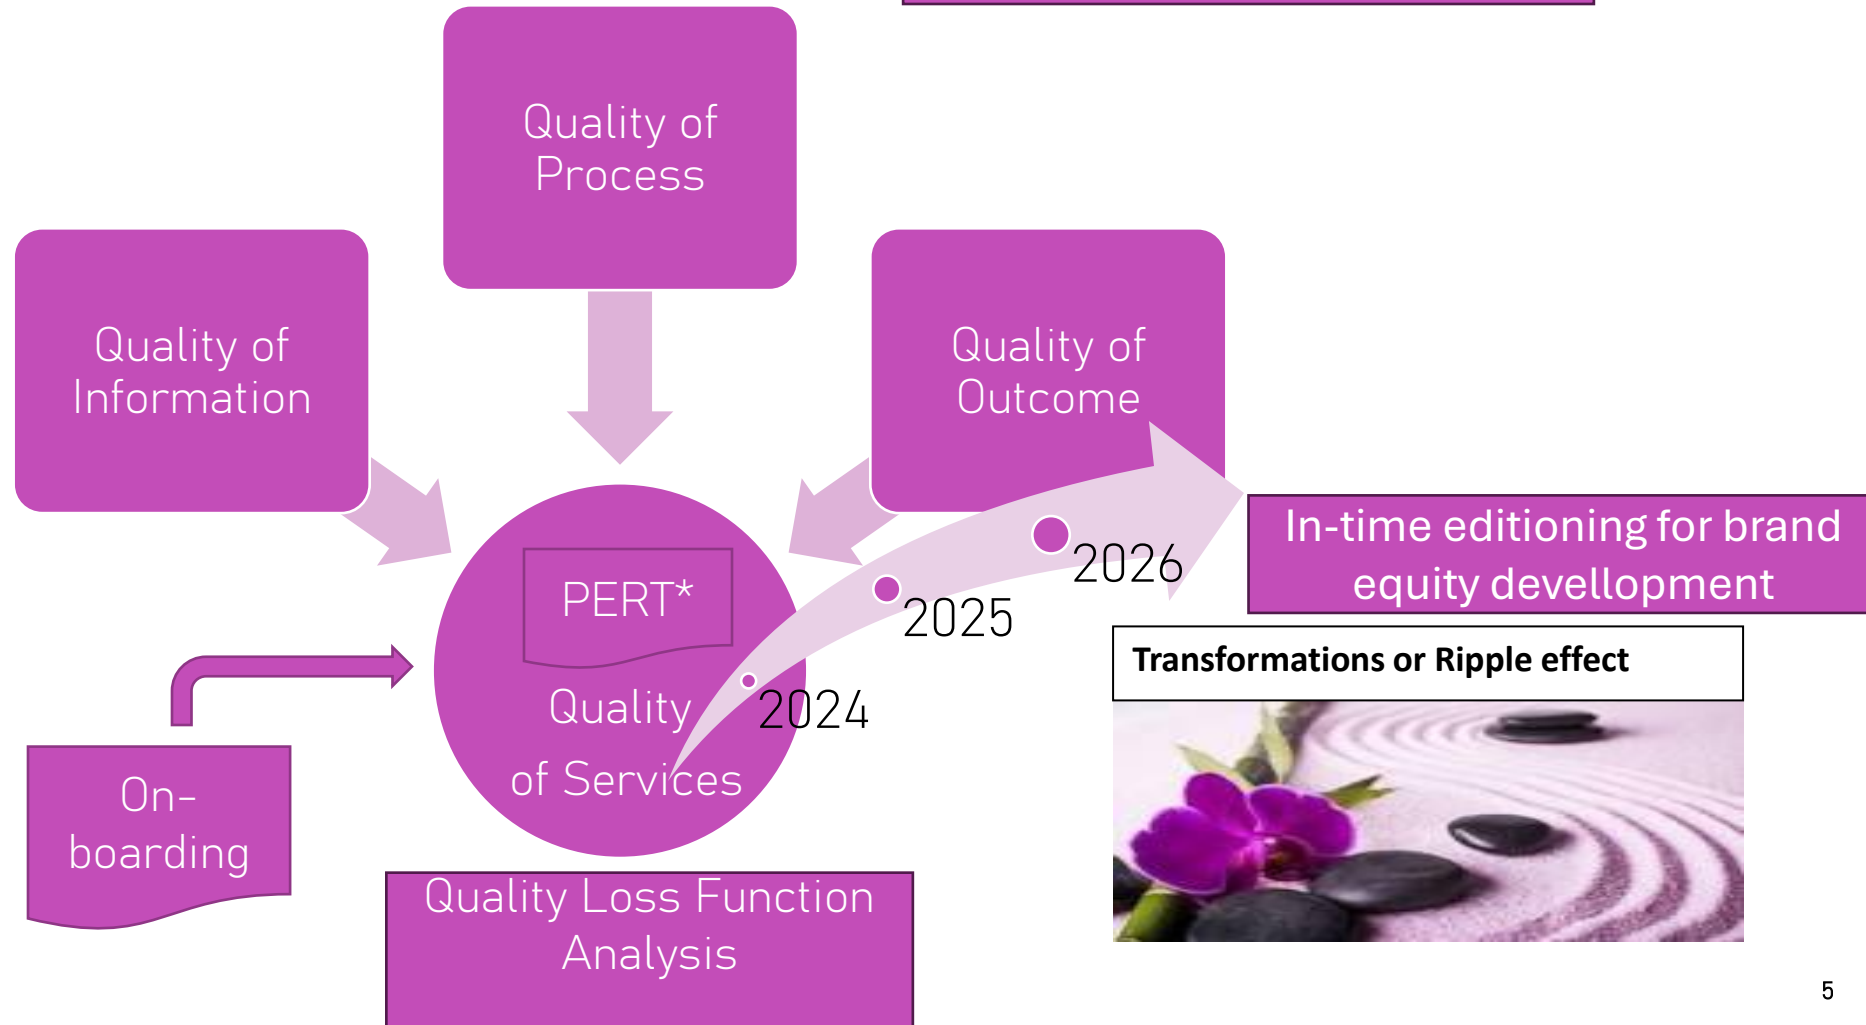 Quality of
Process
Quality of
Information
Quality of
Outcome
In-time editioning for brand
equity devellopment
PERT*
2026
2025
2024
Quality
of Services
Transformations or Ripple effect
On-
boarding
Quality Loss Function
Analysis
5